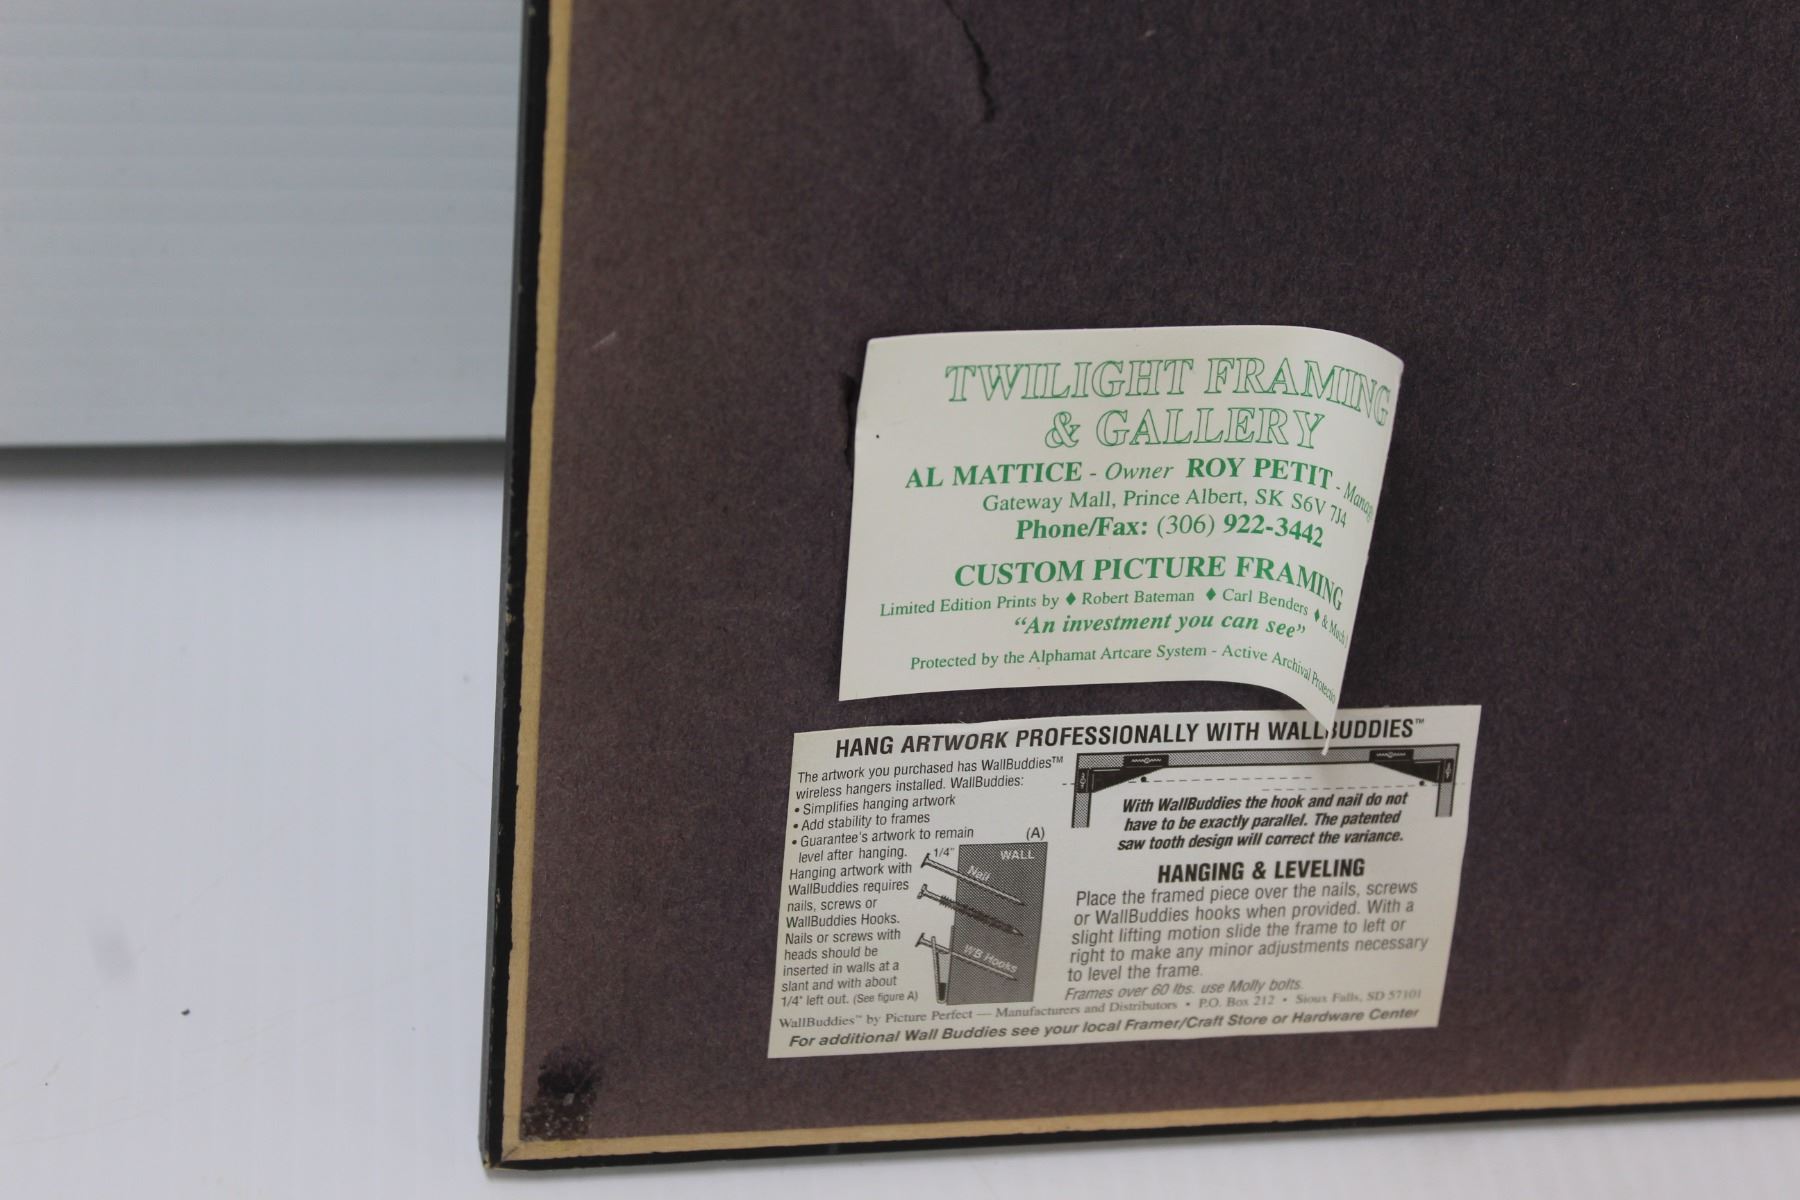 TWILIGHT FRAMING
& GALLERY
AL MATTICE - Owner ROY PETIT -
Gateway Mall, Prince Albert, SK S6V 7J4
Phone/Fax: (306) 922-3442
CUSTOM PICTURE FRAMING
Limited Edition Prints by ♦ Robert Bateman ♦ Carl Benders ♦ & Much
“An investment you can see”
Protected by the Alphamat Artcare System - Active Archival
HANG ARTWORK PROFESSIONALLY WITH WALLBUDDIES™
The artwork you purchased has WallBuddies™
wireless hangers installed. WallBuddies:
• Simplifies hanging artwork
• Add stability to frames
• Guarantee's artwork to remain
level after hanging.
Hanging artwork with
WallBuddies requires
nails, screws or
WallBuddies Hooks.
Nails or screws with
heads should be
inserted in walls at a
slant and with about
1/4" left out. (See figure A)
(A)
1/4"
WALL
Nail
WB Hooks
With WallBuddies the hook and nail do not
have to be exactly parallel. The patented
saw tooth design will correct the variance.
HANGING & LEVELING
Place the framed piece over the nails, screws
or WallBuddies hooks when provided. With a
slight lifting motion slide the frame to left or
right to make any minor adjustments necessary
to level the frame.
Frames over 60 lbs. use Molly bolts.
WallBuddies™ by Picture Perfect — Manufacturers and Distributors • P.O. Box 212 • Sioux Falls, SD 57101
For additional Wall Buddies see your local Framer/Craft Store or Hardware Center